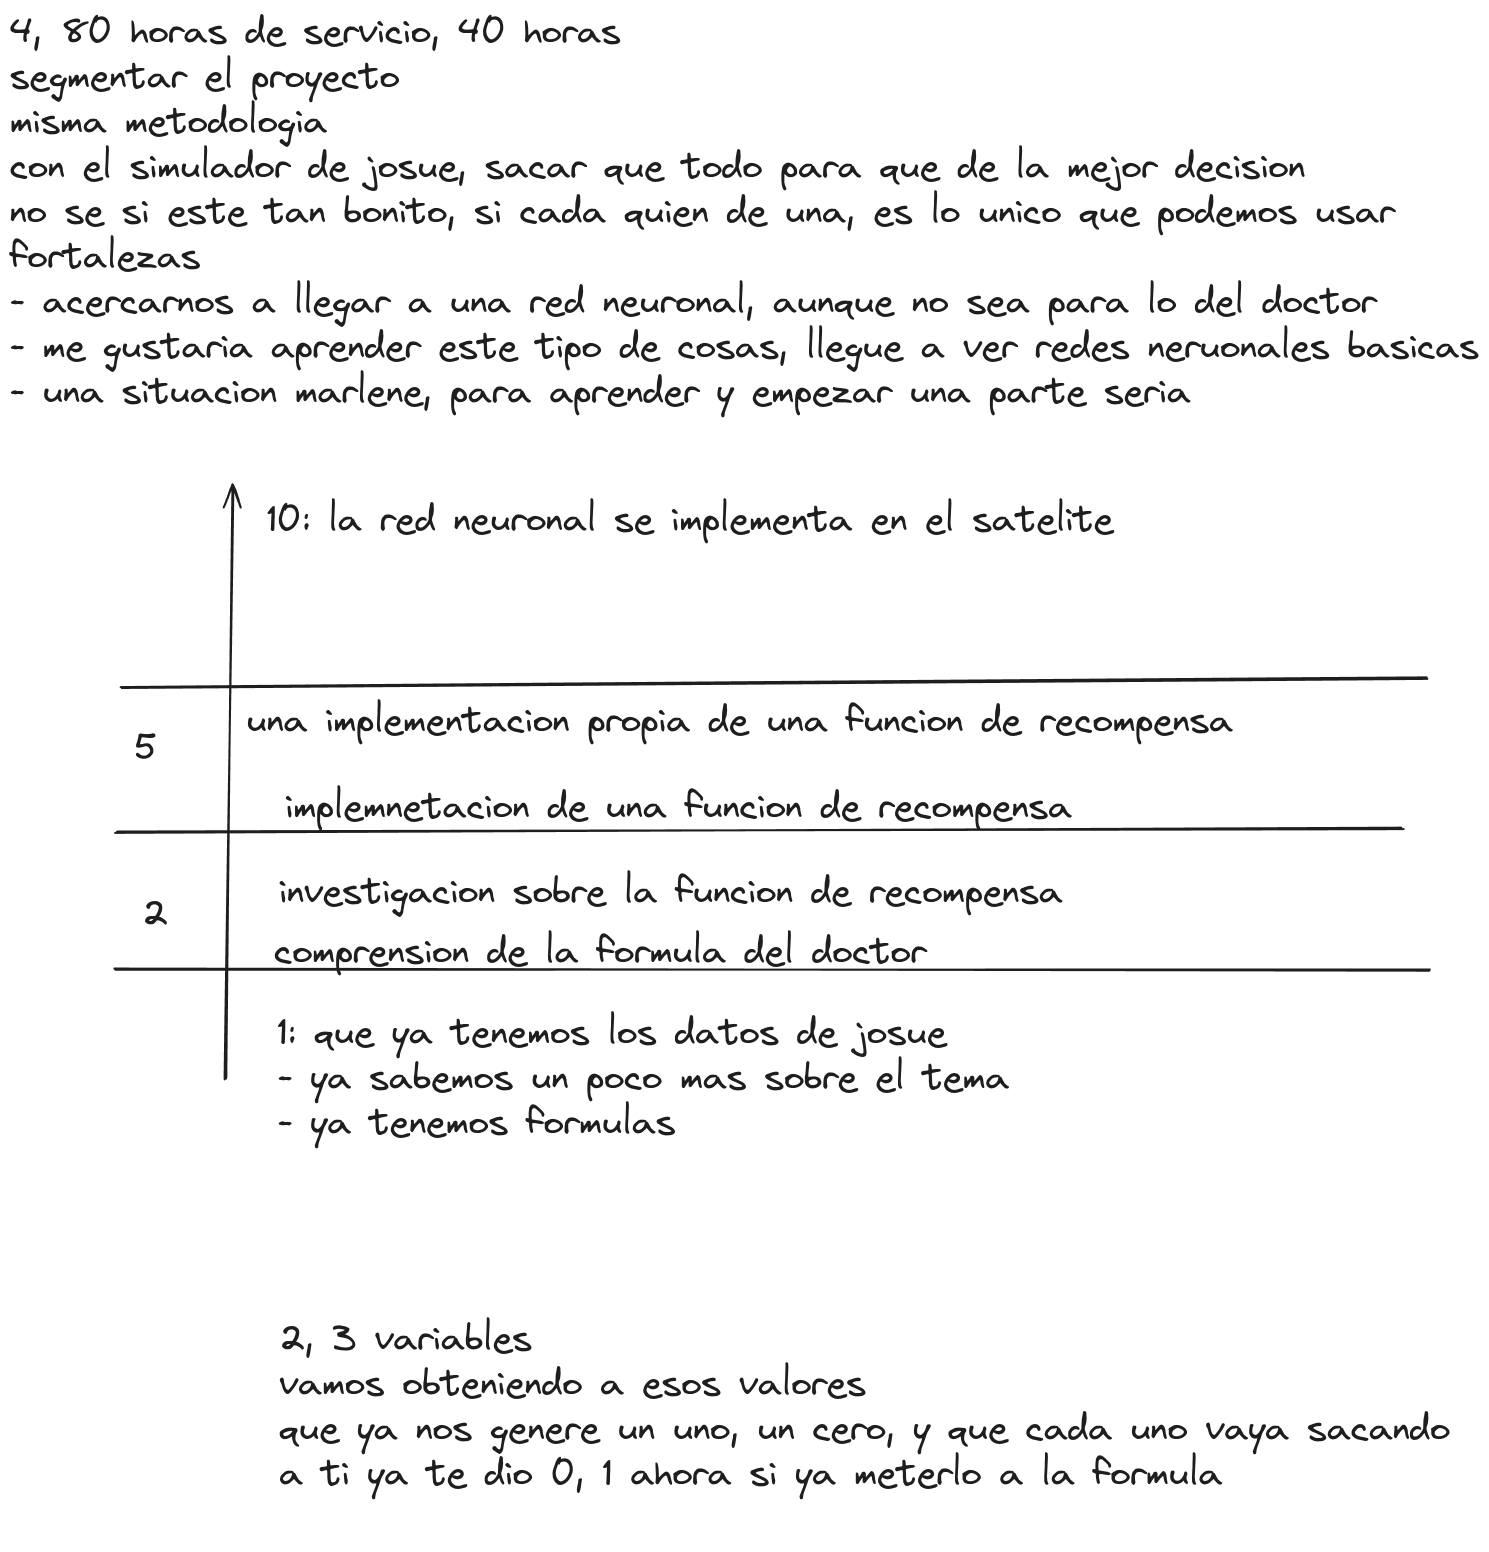 4, 80 horas de servicio, 40 horas
segmentar el proyecto
misma metodologia
con el simulador de josue, sacar que todo para que de la mejor decision
no se si este tan bonito, si cada quien de una, es lo unico que podemos usar
fortalezas
- acercarnos a llegar a una red neuronal, aunque no sea para lo del doctor
- me gustaria aprender este tipo de cosas, llegue a ver redes neruonales basicas
- una situacion marlene, para aprender y empezar una parte seria
10: la red neuronal se implementa en el satelite
una implementacion propia de una funcion de recompensa
5
implemnetacion de una funcion de recompensa
investigacion sobre la funcion de recompensa
2
comprension de la formula del doctor
1: que ya tenemos los datos de josue
- ya sabemos un poco mas sobre el tema
- ya tenemos formulas
2, 3 variables
vamos obteniendo a esos valores
que ya nos genere un uno, un cero, y que cada uno vaya sacando
a ti ya te dio 0, 1 ahora si ya meterlo a la formula